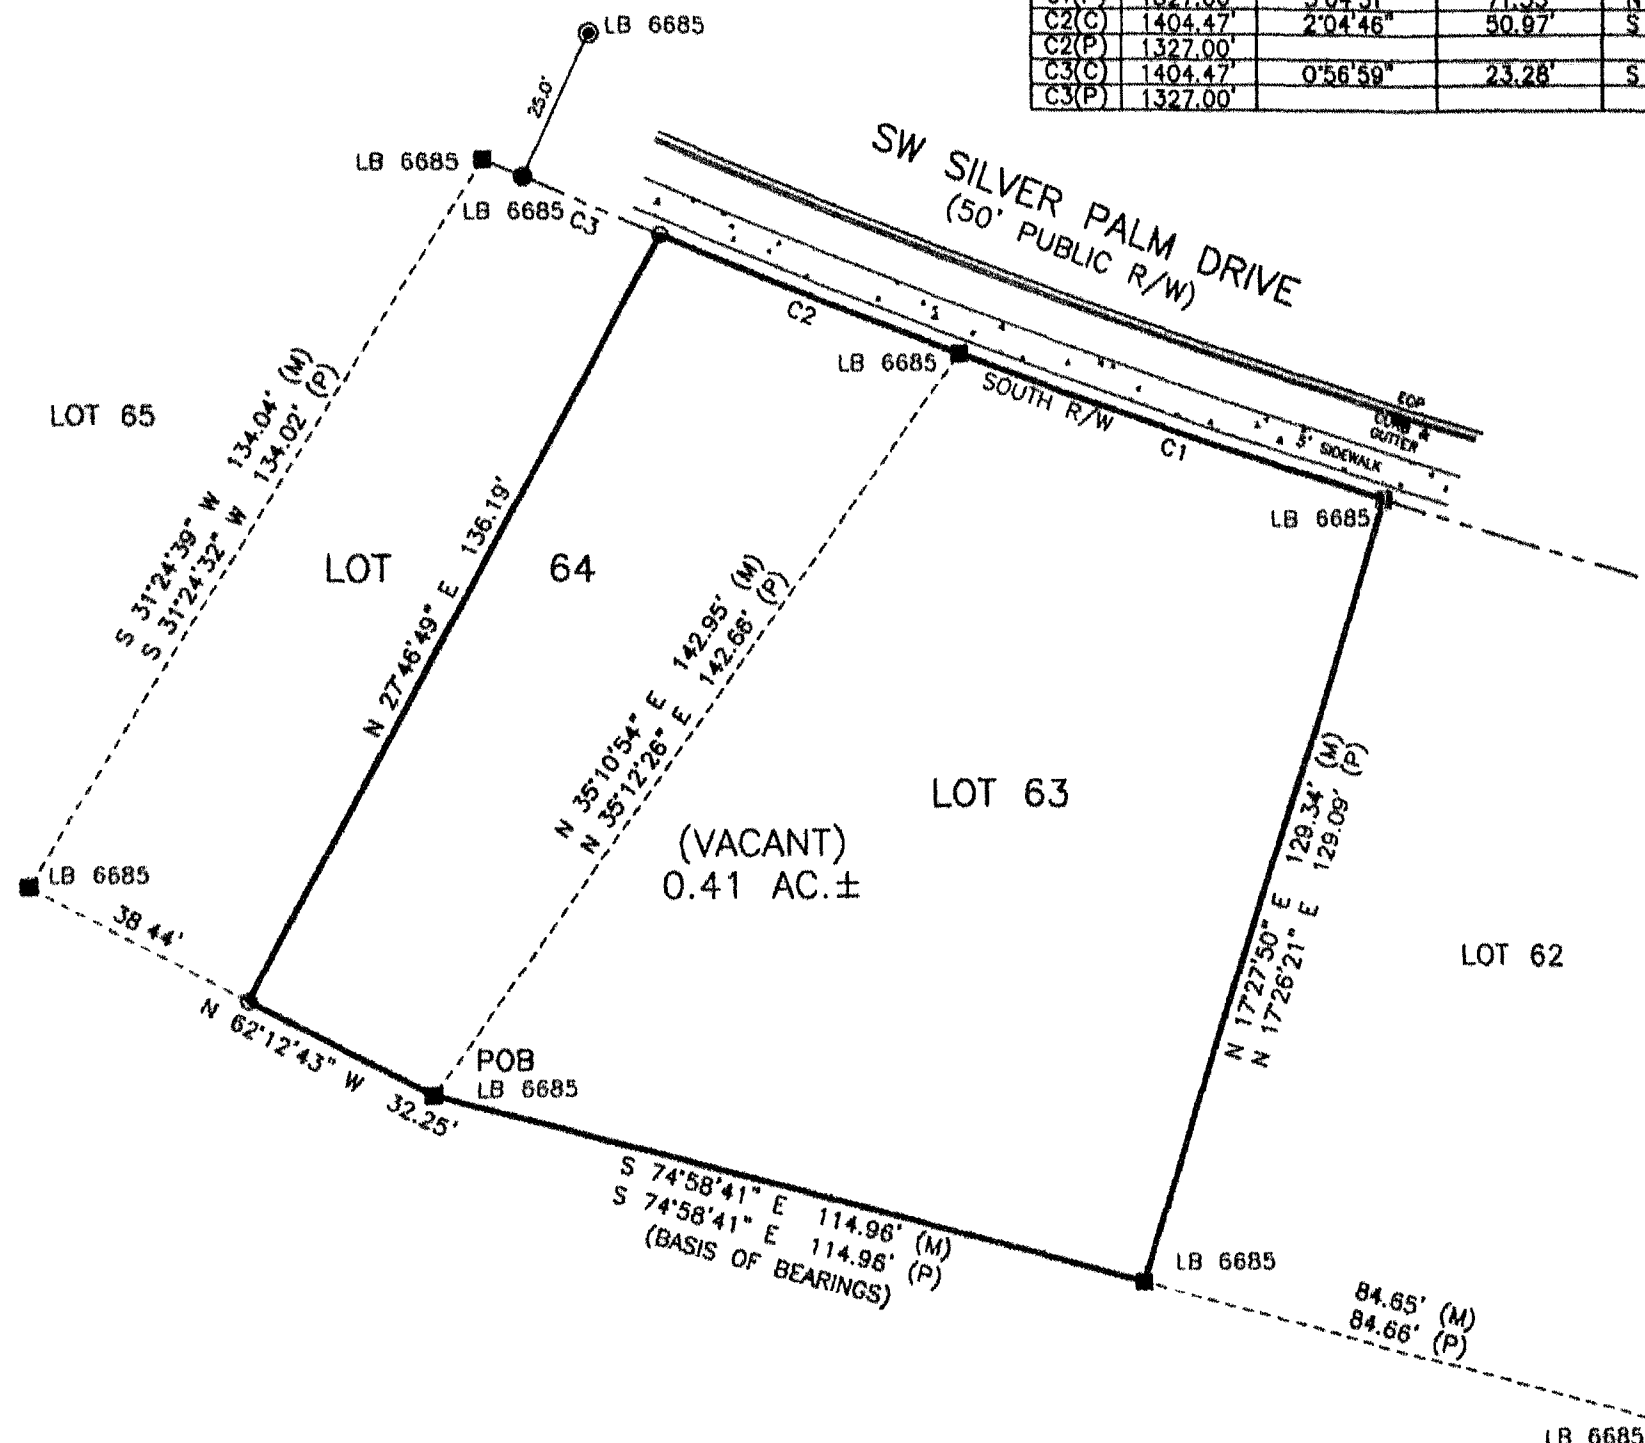 C2(C) 1404.47' 2°04'46" 50.97' S
C2(P) 1327.00'
C3(C) 1404.47' 0°56'59" 23.28' S
C3(P) 1327.00'
LB 6685
25.0'
LB 6685
LB 6685
C3
SW SILVER PALM DRIVE
(50' PUBLIC R/W)
C2
LB 6685
SOUTH R/W
C1
EOP
CURB &
GUTTER
5' SIDEWALK
LB 6685
LOT 65
S 31°24'39" W 134.04' (M)
S 31°24'32" W 134.02' (P)
N 27°46'49" E 136.19'
LOT 64
N 35°10'54" E 142.95' (M)
N 35°12'26" E 142.66' (P)
LOT 63
(VACANT)
0.41 AC.±
N 17°27'50" E 129.34' (M)
N 17°26'21" E 129.09' (P)
LOT 62
LB 6685
38.44'
N 62°12'43" W 32.25'
POB
LB 6685
S 74°58'41" E 114.96' (M)
S 74°58'41" E 114.96' (P)
(BASIS OF BEARINGS)
LB 6685
84.65' (M)
84.66' (P)
LB 6685